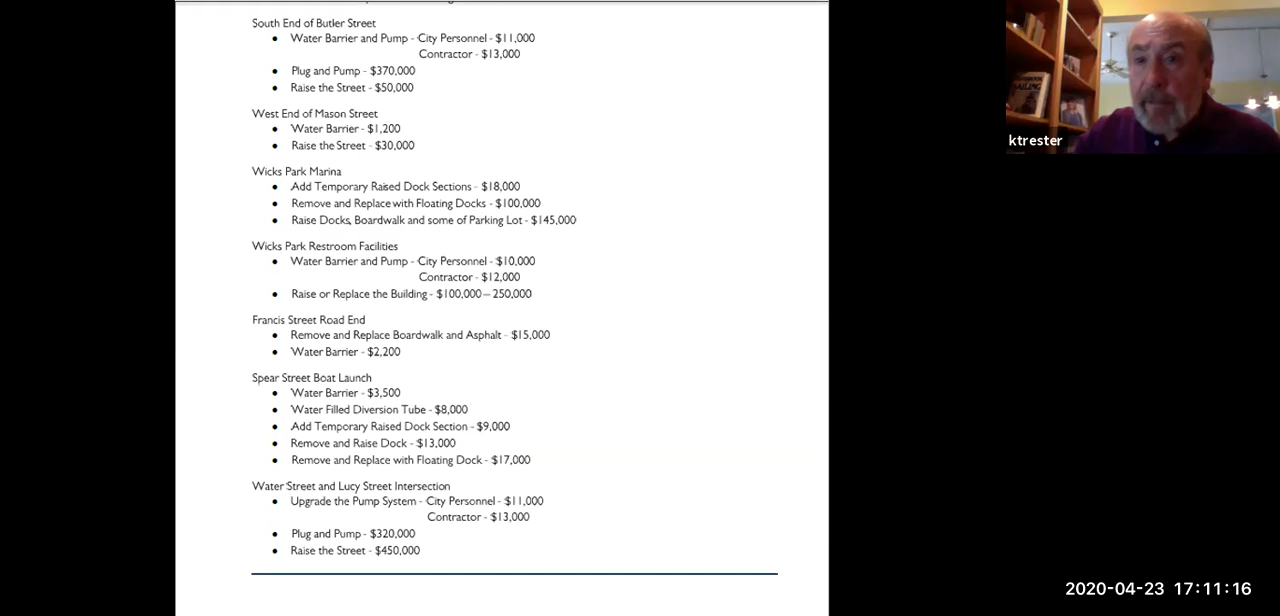 South End of Butler Street
• Water Barrier and Pump - City Personnel - $11,000
Contractor - $13,000
• Plug and Pump - $370,000
• Raise the Street - $50,000
West End of Mason Street
• Water Barrier - $1,200
• Raise the Street - $30,000
Wicks Park Marina
• Add Temporary Raised Dock Sections - $18,000
• Remove and Replace with Floating Docks - $100,000
• Raise Docks, Boardwalk and some of Parking Lot - $145,000
Wicks Park Restroom Facilities
• Water Barrier and Pump - City Personnel - $10,000
Contractor - $12,000
• Raise or Replace the Building - $100,000 – 250,000
Francis Street Road End
• Remove and Replace Boardwalk and Asphalt - $15,000
• Water Barrier - $2,200
Spear Street Boat Launch
• Water Barrier - $3,500
• Water Filled Diversion Tube - $8,000
• Add Temporary Raised Dock Section - $9,000
• Remove and Raise Dock - $13,000
• Remove and Replace with Floating Dock - $17,000
Water Street and Lucy Street Intersection
• Upgrade the Pump System - City Personnel - $11,000
Contractor - $13,000
• Plug and Pump - $320,000
• Raise the Street - $450,000
ktrester
2020-04-23 17:11:16